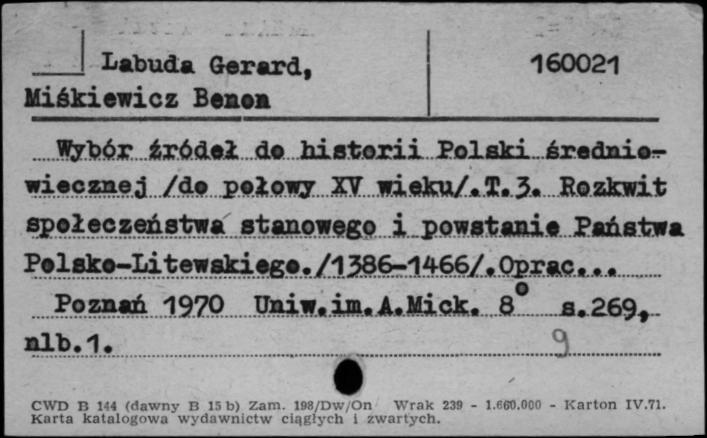 Labuda Gerard,
160021
Miśkiewicz Benon
Wybór źródeł do historii Polski średnio-
wiecznej /do połowy XV wieku/.T.3. Rozkwit
społeczeństwa stanowego i powstanie Państwa
Polsko-Litewskiego./1386-1466/.Oprac...
Poznań 1970 Uniw.im.A.Mick. 8° s.269,
nlb.1.
9
CWD B 144 (dawny B 15 b) Zam. 198/Dw/On Wrak 239 - 1.660.000 - Karton IV.71.
Karta katalogowa wydawnictw ciągłych i zwartych.